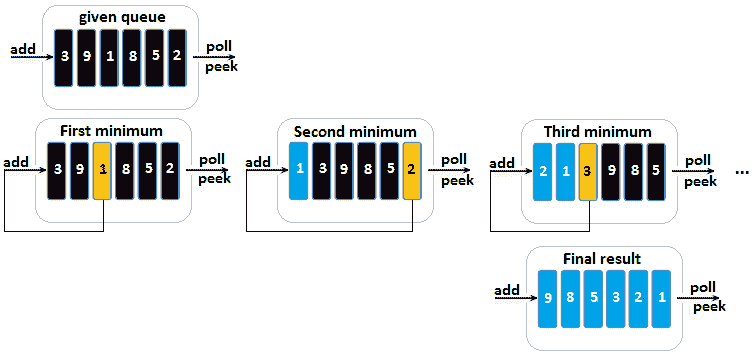 given queue
add 3 9 1 8 5 2 poll
peek
First minimum
add 3 9 1 8 5 2 poll
peek
Second minimum
add 1 3 9 8 5 2 poll
peek
Third minimum
add 2 1 3 9 8 5 poll
peek
...
Final result
add 9 8 5 3 2 1 poll
peek